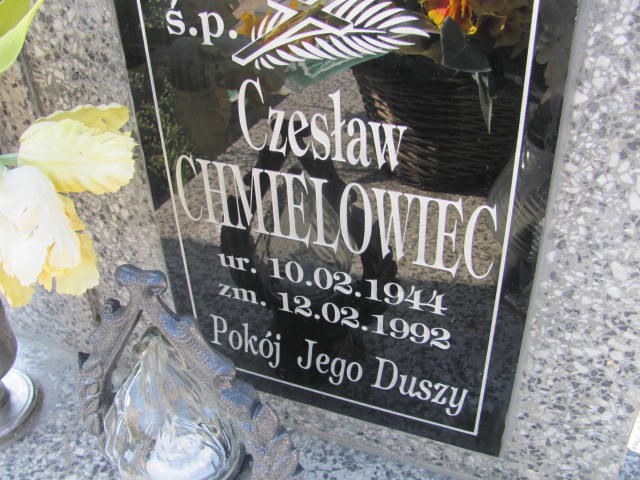 ś.p.
Czesław
CHMIELOWIEC
ur. 10.02.1944
zm. 12.02.1992
Pokój Jego Duszy